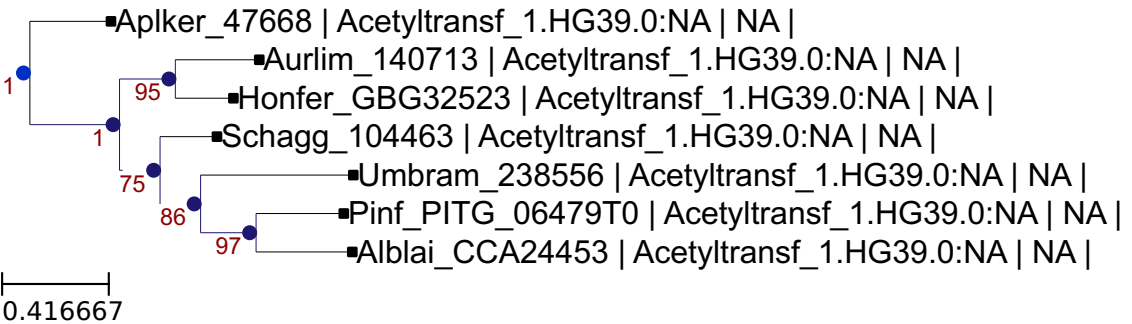 Aplker_47668 | Acetyltransf_1.HG39.0:NA | NA |
1
Aurlim_140713 | Acetyltransf_1.HG39.0:NA | NA |
95
Honfer_GBG32523 | Acetyltransf_1.HG39.0:NA | NA |
1
Schagg_104463 | Acetyltransf_1.HG39.0:NA | NA |
75
Umbram_238556 | Acetyltransf_1.HG39.0:NA | NA |
86
Pinf_PITG_06479T0 | Acetyltransf_1.HG39.0:NA | NA |
97
Alblai_CCA24453 | Acetyltransf_1.HG39.0:NA | NA |
0.416667